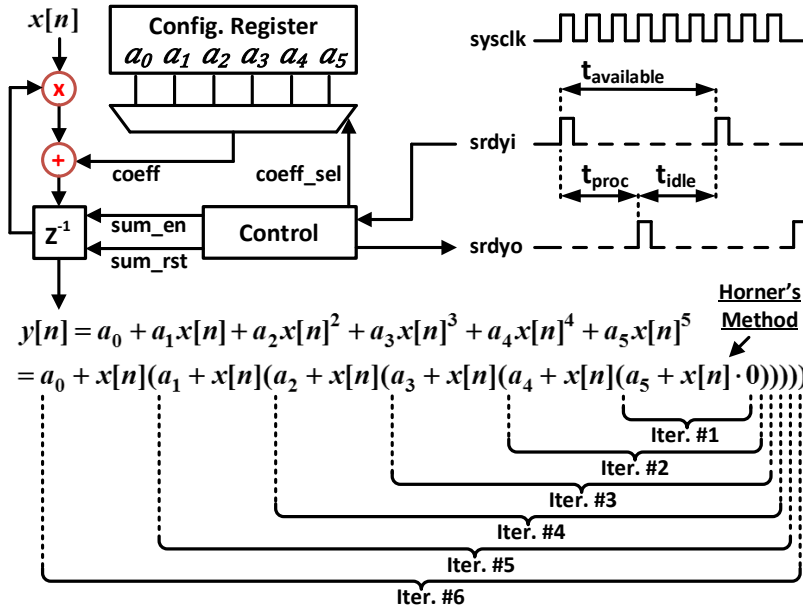 x[n]
Config. Register
a0 a1 a2 a3 a4 a5
x
+
coeff
coeff_sel
Z-1
sum_en
sum_rst
Control
sysclk
tavailable
srdyi
tproc
tidle
srdyo
Horner's
Method
y[n] = a0 + a1x[n] + a2x[n]2 + a3x[n]3 + a4x[n]4 + a5x[n]5
= a0 + x[n](a1 + x[n](a2 + x[n](a3 + x[n](a4 + x[n](a5 + x[n]·0)))))
Iter. #1
Iter. #2
Iter. #3
Iter. #4
Iter. #5
Iter. #6